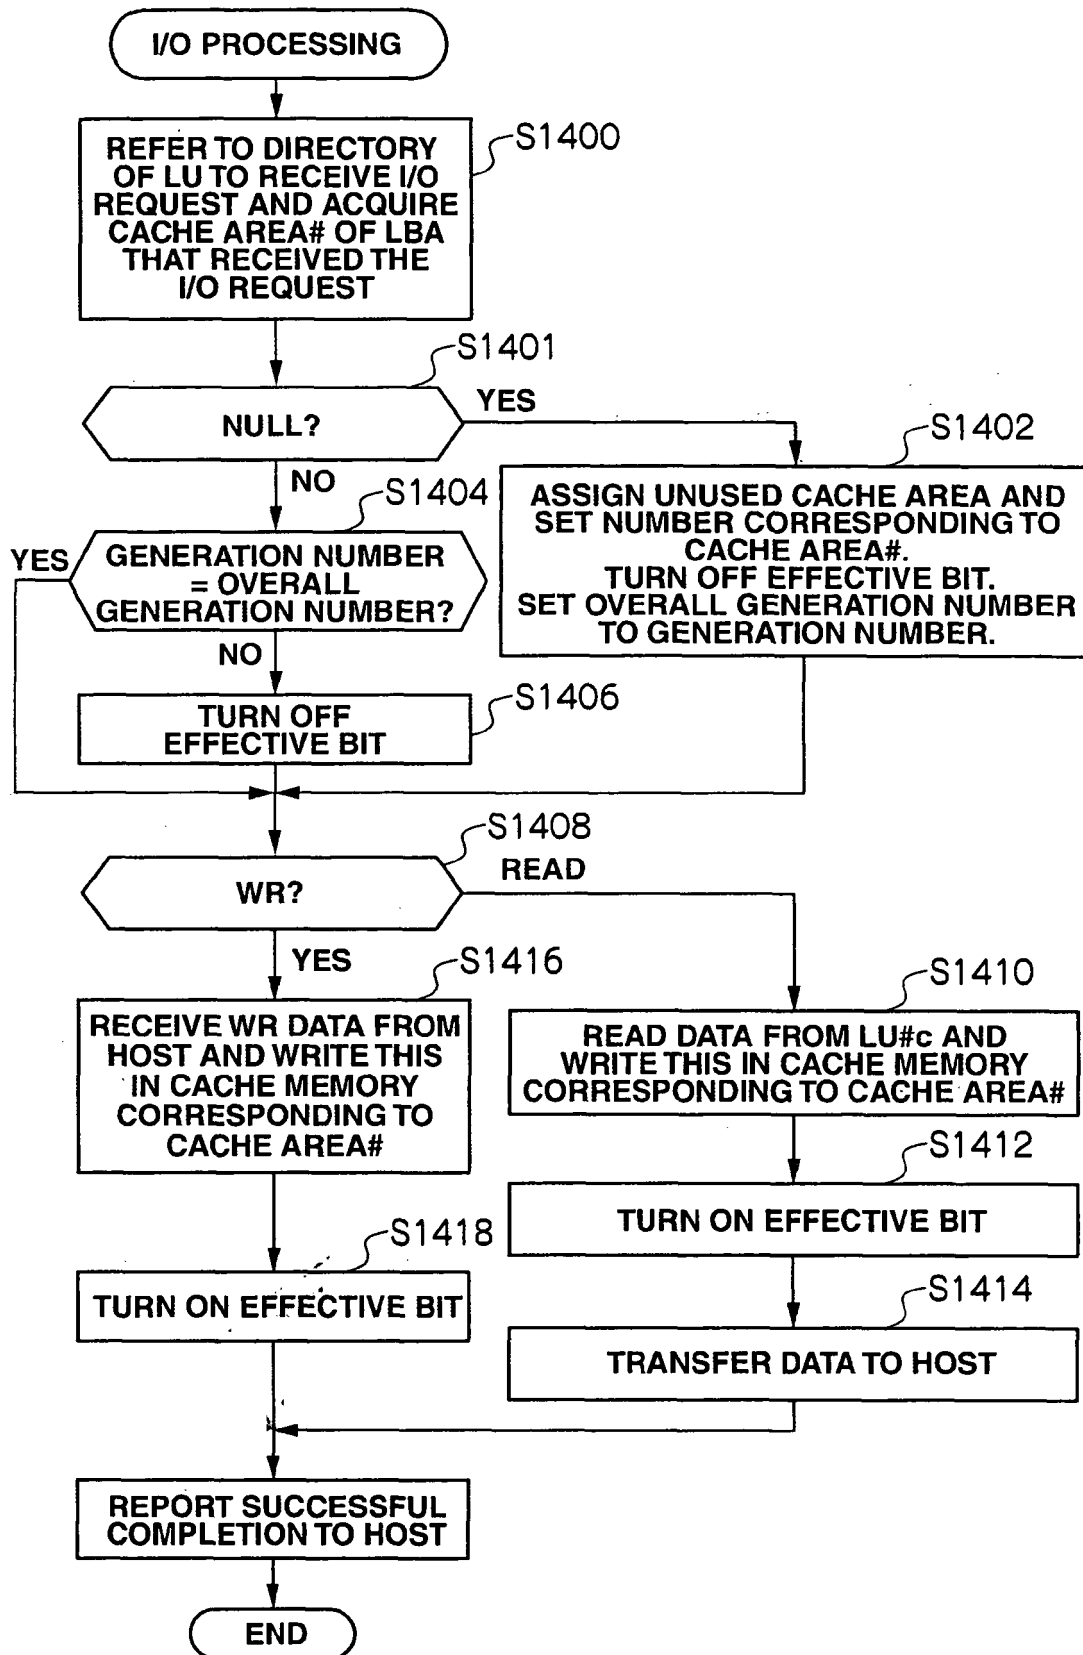 I/O PROCESSING
S1400
REFER TO DIRECTORY
OF LU TO RECEIVE I/O
REQUEST AND ACQUIRE
CACHE AREA# OF LBA
THAT RECEIVED THE
I/O REQUEST
S1401
NULL?
YES
NO
S1402
ASSIGN UNUSED CACHE AREA AND
SET NUMBER CORRESPONDING TO
CACHE AREA#.
TURN OFF EFFECTIVE BIT.
SET OVERALL GENERATION NUMBER
TO GENERATION NUMBER.
S1404
YES
GENERATION NUMBER
= OVERALL
GENERATION NUMBER?
NO
S1406
TURN OFF
EFFECTIVE BIT
S1408
WR?
READ
YES
S1416
RECEIVE WR DATA FROM
HOST AND WRITE THIS
IN CACHE MEMORY
CORRESPONDING TO
CACHE AREA#
S1410
READ DATA FROM LU#c AND
WRITE THIS IN CACHE MEMORY
CORRESPONDING TO CACHE AREA#
S1412
TURN ON EFFECTIVE BIT
S1418
TURN ON EFFECTIVE BIT
S1414
TRANSFER DATA TO HOST
REPORT SUCCESSFUL
COMPLETION TO HOST
END